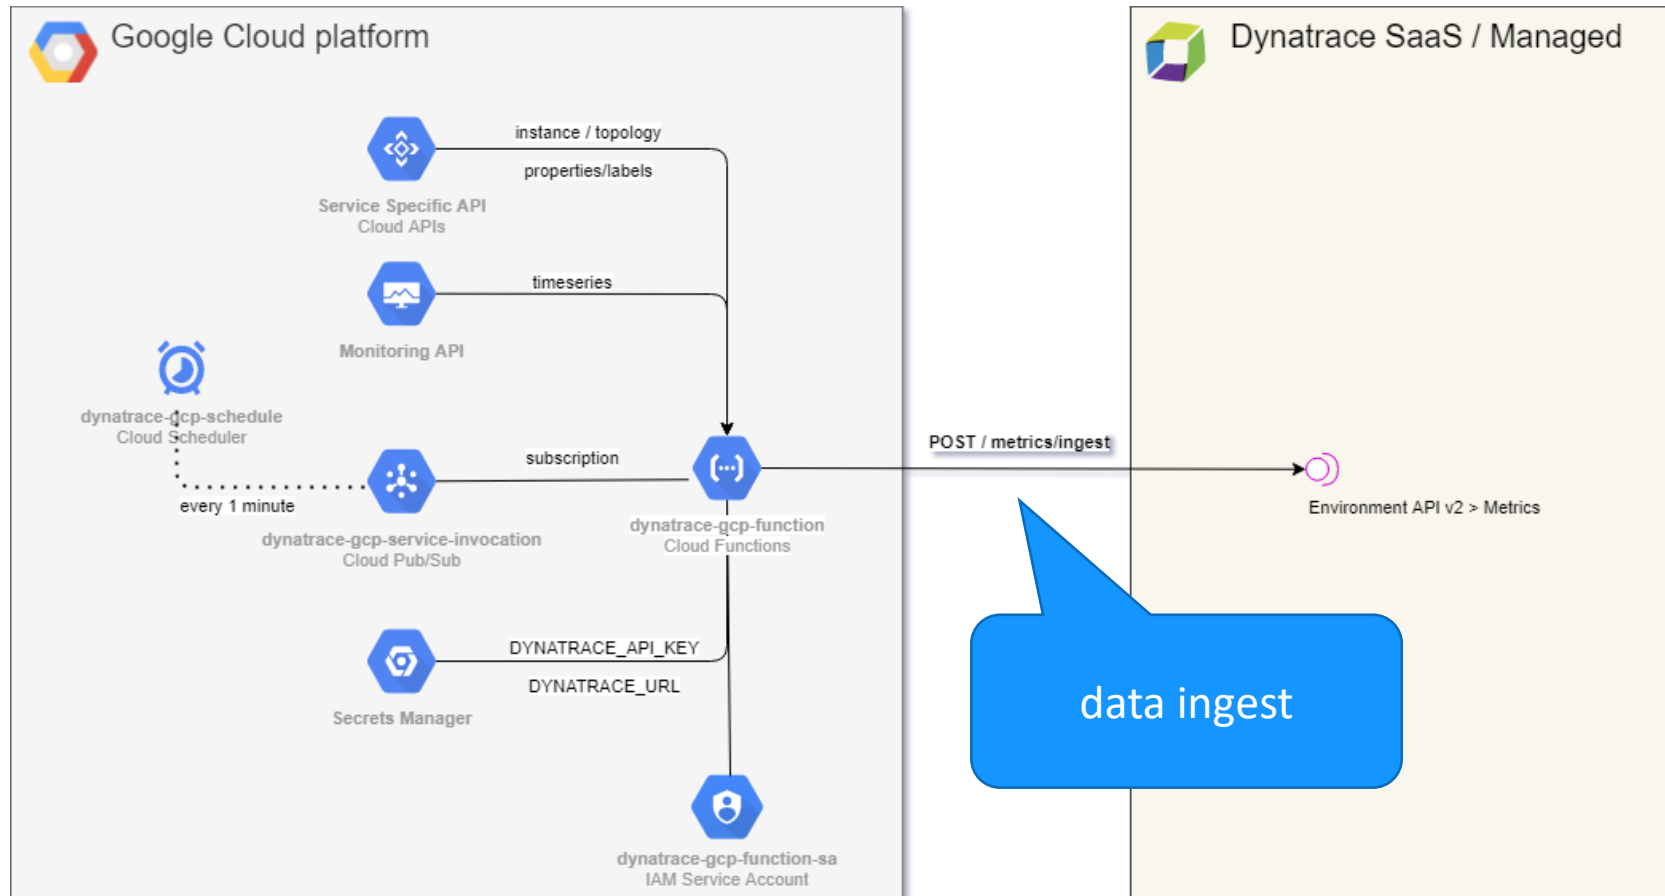 Google Cloud platform
Dynatrace SaaS / Managed
instance / topology
properties/labels
Service Specific API
Cloud APIs
timeseries
Monitoring API
dynatrace-gcp-schedule
Cloud Scheduler
every 1 minute
subscription
dynatrace-gcp-service-invocation
Cloud Pub/Sub
dynatrace-gcp-function
Cloud Functions
POST / metrics/ingest
Environment API v2 > Metrics
DYNATRACE_API_KEY
DYNATRACE_URL
Secrets Manager
data ingest
dynatrace-gcp-function-sa
IAM Service Account